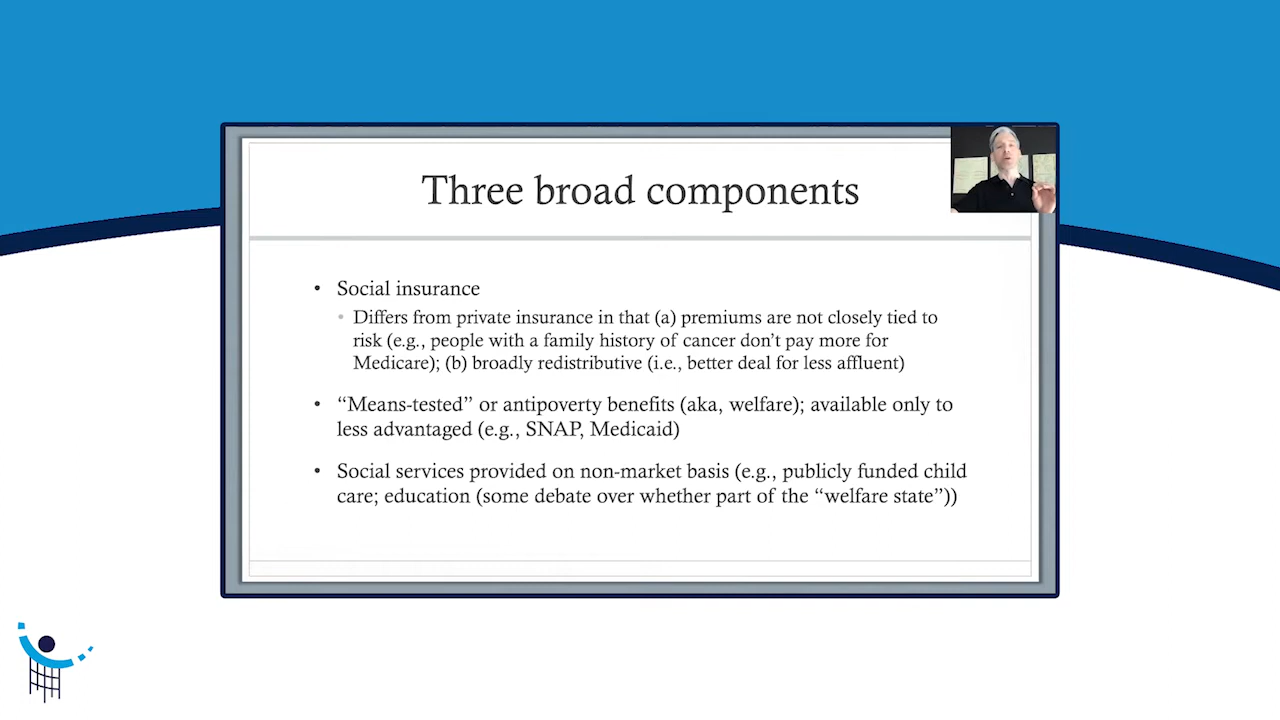 Three broad components
• Social insurance
• Differs from private insurance in that (a) premiums are not closely tied to
risk (e.g., people with a family history of cancer don’t pay more for
Medicare); (b) broadly redistributive (i.e., better deal for less affluent)
• “Means-tested” or antipoverty benefits (aka, welfare); available only to
less advantaged (e.g., SNAP, Medicaid)
• Social services provided on non-market basis (e.g., publicly funded child
care; education (some debate over whether part of the “welfare state”))